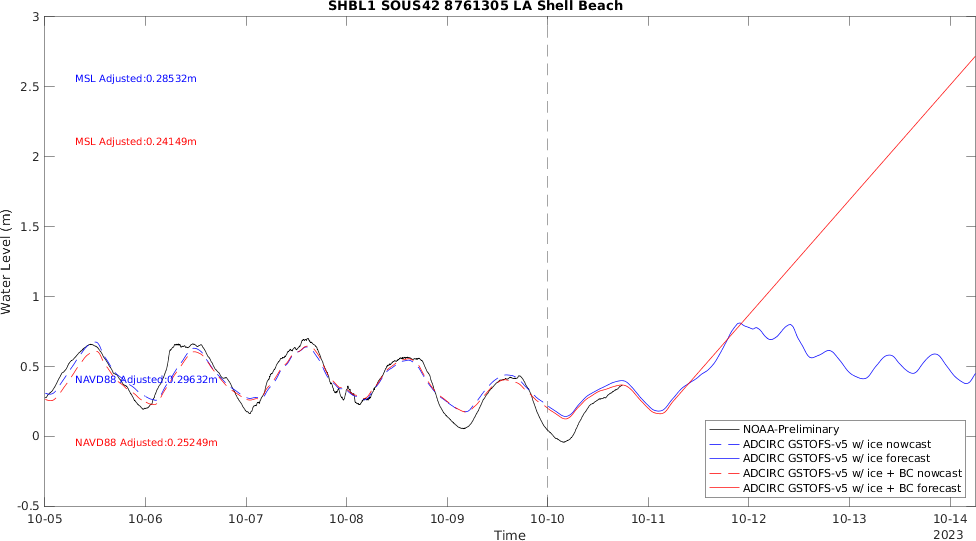 SHBL1 SOUS42 8761305 LA Shell Beach
3
2.5
2
1.5
1
0.5
0
-0.5
Water Level (m)
MSL Adjusted:0.28532m
MSL Adjusted:0.24149m
NAVD88 Adjusted:0.29632m
NAVD88 Adjusted:0.25249m
NOAA-Preliminary
ADCIRC GSTOFS-v5 w/ ice nowcast
ADCIRC GSTOFS-v5 w/ ice forecast
ADCIRC GSTOFS-v5 w/ ice + BC nowcast
ADCIRC GSTOFS-v5 w/ ice + BC forecast
10-05 10-06 10-07 10-08 10-09 10-10 10-11 10-12 10-13 10-14
Time
2023